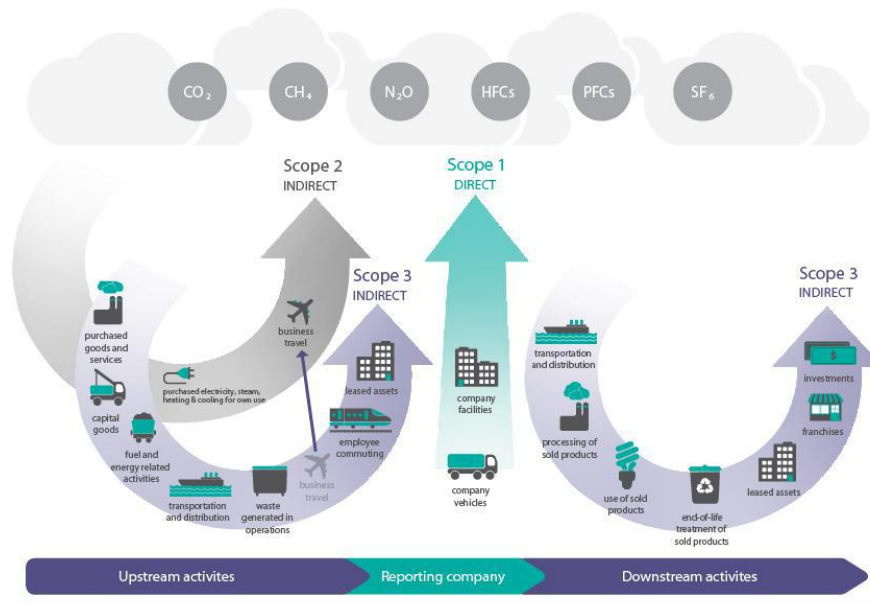 CO₂
CH₄
N₂O
HFCs
PFCs
SF₆
Scope 2
INDIRECT
Scope 1
DIRECT
Scope 3
INDIRECT
Scope 3
INDIRECT
purchased
goods and
services
capital
goods
fuel and
energy related
activities
transportation
and distribution
waste
generated in
operations
business
travel
purchased electricity, steam,
heating & cooling for own use
business
travel
employee
commuting
leased assets
company
facilities
company
vehicles
transportation
and distribution
processing of
sold products
use of sold
products
end-of-life
treatment of
sold products
leased assets
franchises
investments
Upstream activites
Reporting company
Downstream activites